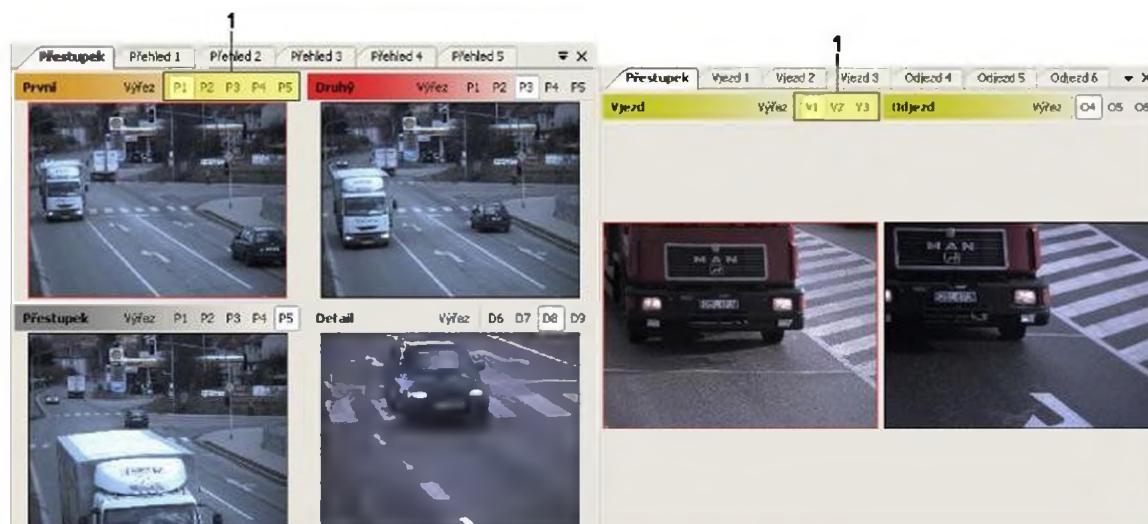 1
Přestupek Přehled 1 Přehled 2 Přehled 3 Přehled 4 Přehled 5
První Výřez P1 P2 P3 P4 P5 Druhý Výřez P1 P2 P3 P4 P5
Přestupek Výřez P1 P2 P3 P4 P5 Detail Výřez D6 D7 D8 D9
1
Přestupek Vjezd 1 Vjezd 2 Vjezd 3 Odjezd 4 Odjezd 5 Odjezd 6
Vjezd Výřez V1 V2 V3 Odjezd Výřez O4 O5
MAN
MAN